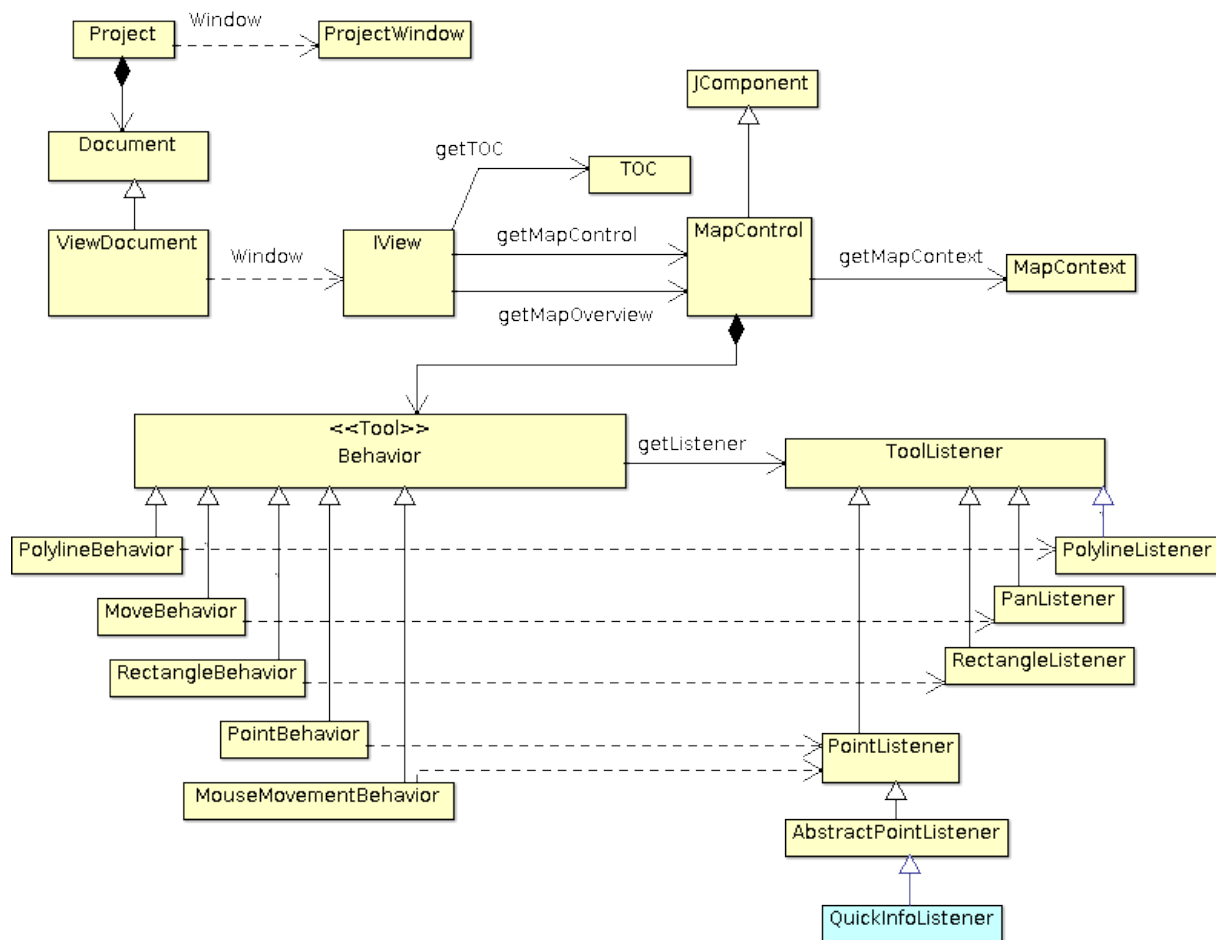 Window
Project
ProjectWindow
JComponent
Document
getTOC
TOC
ViewDocument
Window
IView
getMapControl
getMapOverview
MapControl
getMapContext
MapContext
<<Tool>>
Behavior
getListener
ToolListener
PolylineBehavior
PolylineListener
MoveBehavior
PanListener
RectangleBehavior
RectangleListener
PointBehavior
PointListener
MouseMovementBehavior
AbstractPointListener
QuickInfoListener